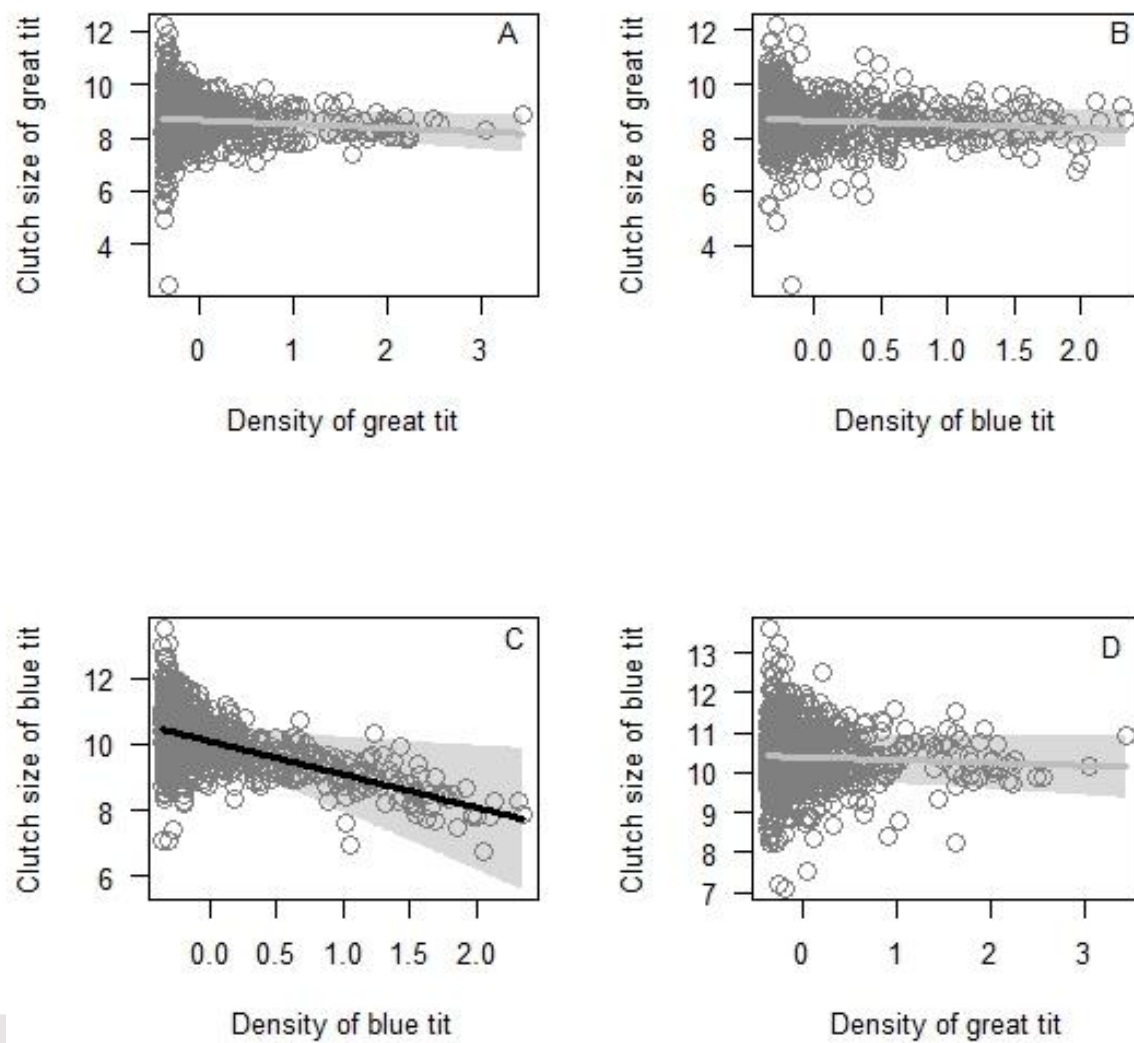 A
Clutch size of great tit
12
10
8
6
4
0 1 2 3
Density of great tit
B
Clutch size of great tit
12
10
8
6
4
0.0 0.5 1.0 1.5 2.0
Density of blue tit
C
Clutch size of blue tit
12
10
8
6
0.0 0.5 1.0 1.5 2.0
Density of blue tit
D
Clutch size of blue tit
13
12
11
10
9
8
7
0 1 2 3
Density of great tit